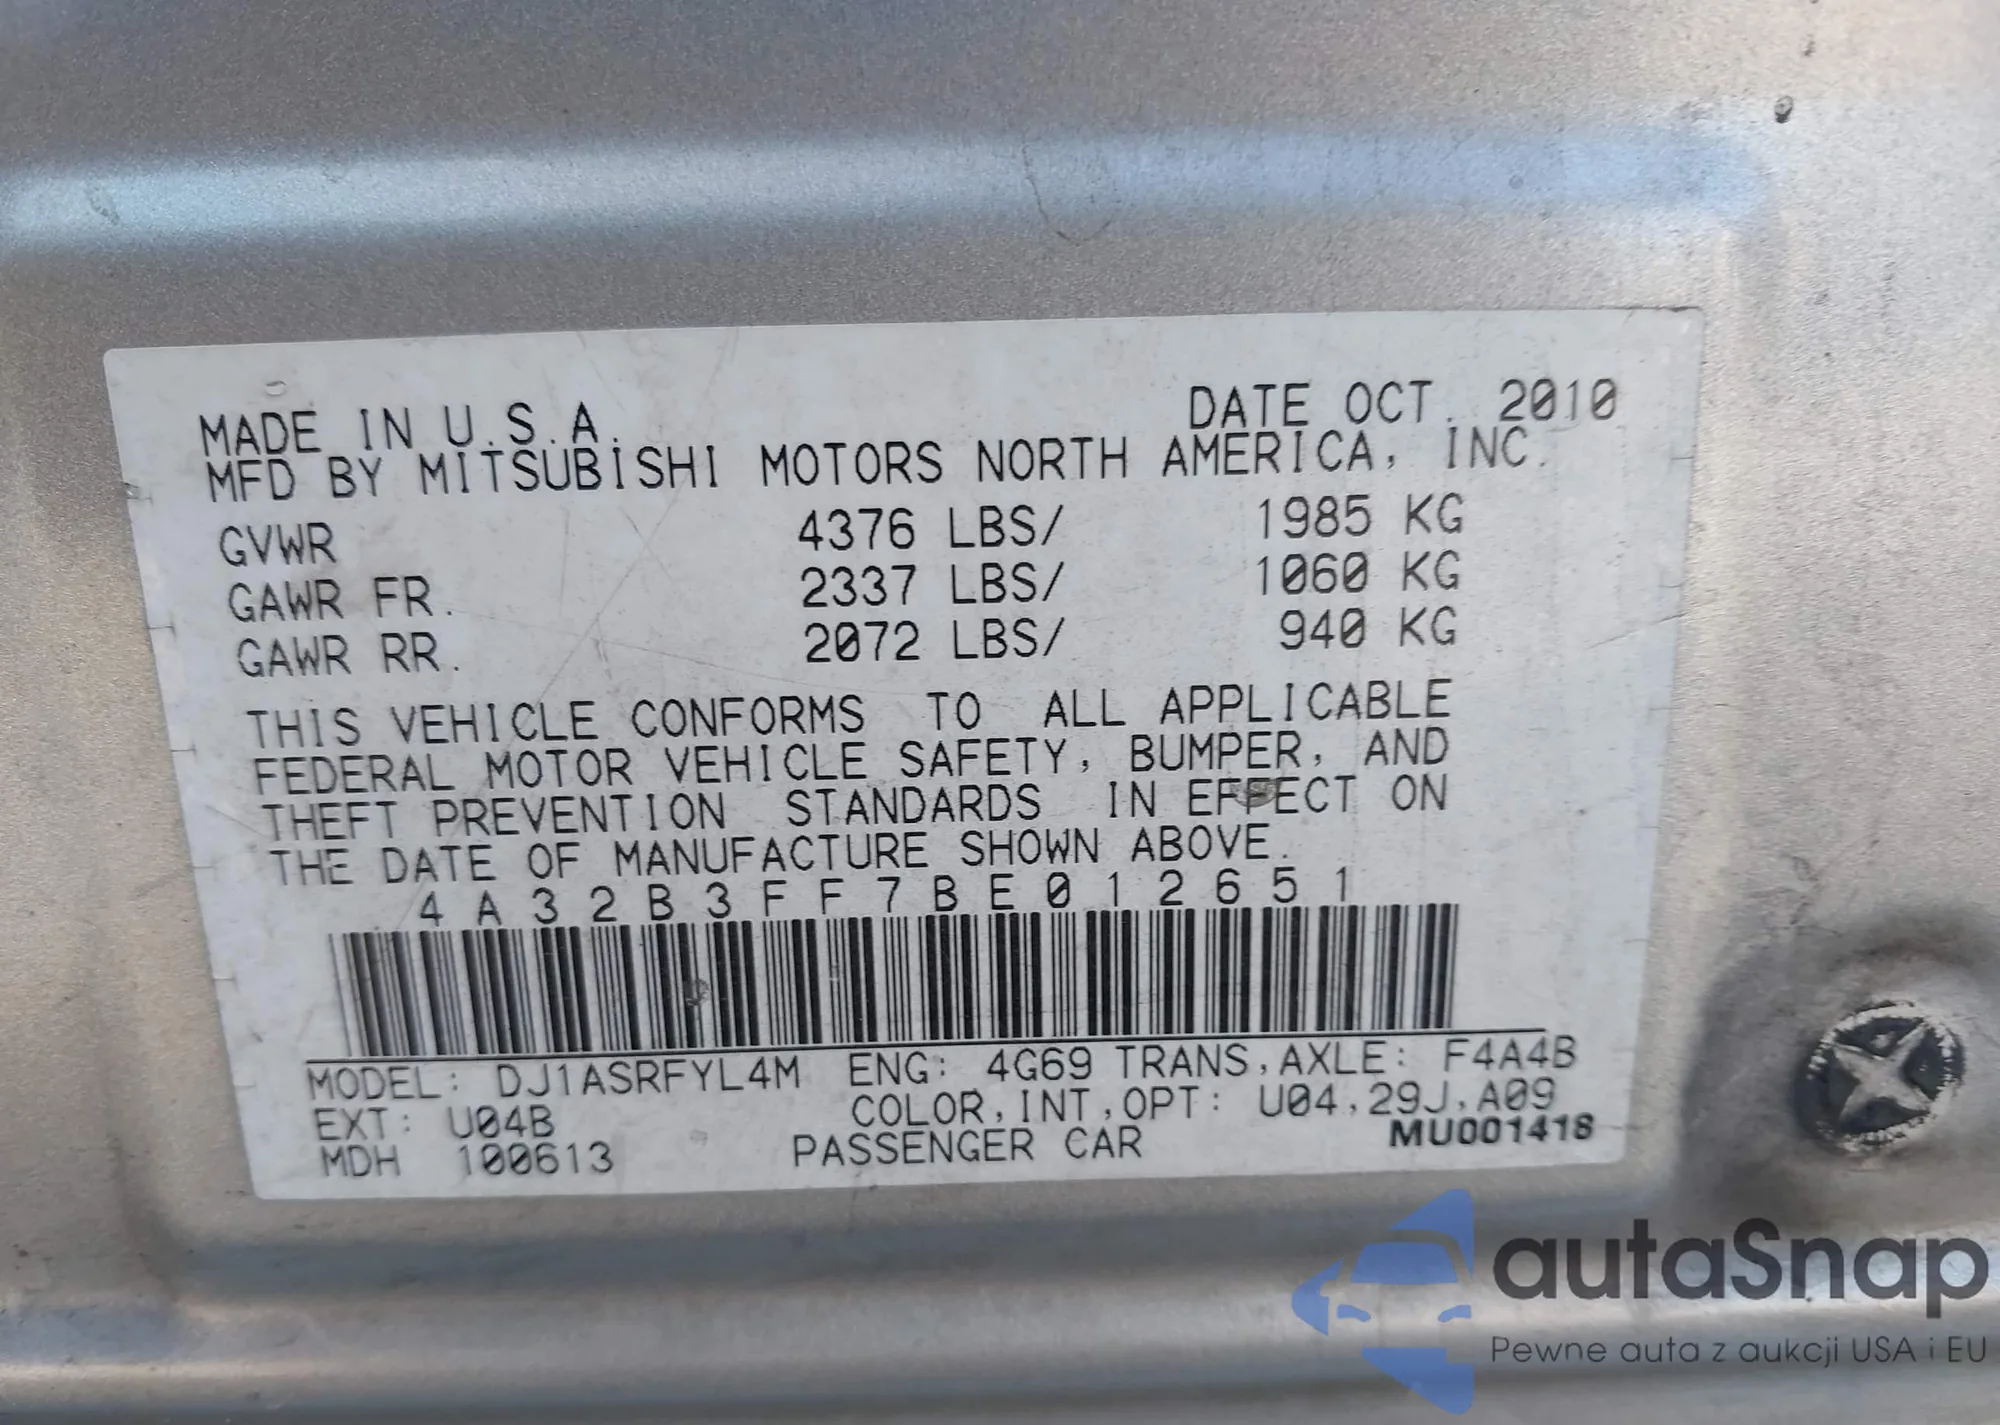 MADE IN U.S.A. DATE OCT. 2010
MFD BY MITSUBISHI MOTORS NORTH AMERICA, INC.
GVWR 4376 LBS/ 1985 KG
GAWR FR. 2337 LBS/ 1060 KG
GAWR RR. 2072 LBS/ 940 KG
THIS VEHICLE CONFORMS TO ALL APPLICABLE
FEDERAL MOTOR VEHICLE SAFETY, BUMPER, AND
THEFT PREVENTION STANDARDS IN EFFECT ON
THE DATE OF MANUFACTURE SHOWN ABOVE.
4A32B3FF7BE012651
MODEL: DJ1ASRFYL4M ENG: 4G69 TRANS,AXLE: F4A4B
EXT: U04B COLOR,INT,OPT: U04,29J,A09
MDH 100613 PASSENGER CAR MU001418
autaSnap
Pewne auta z aukcji USA i EU